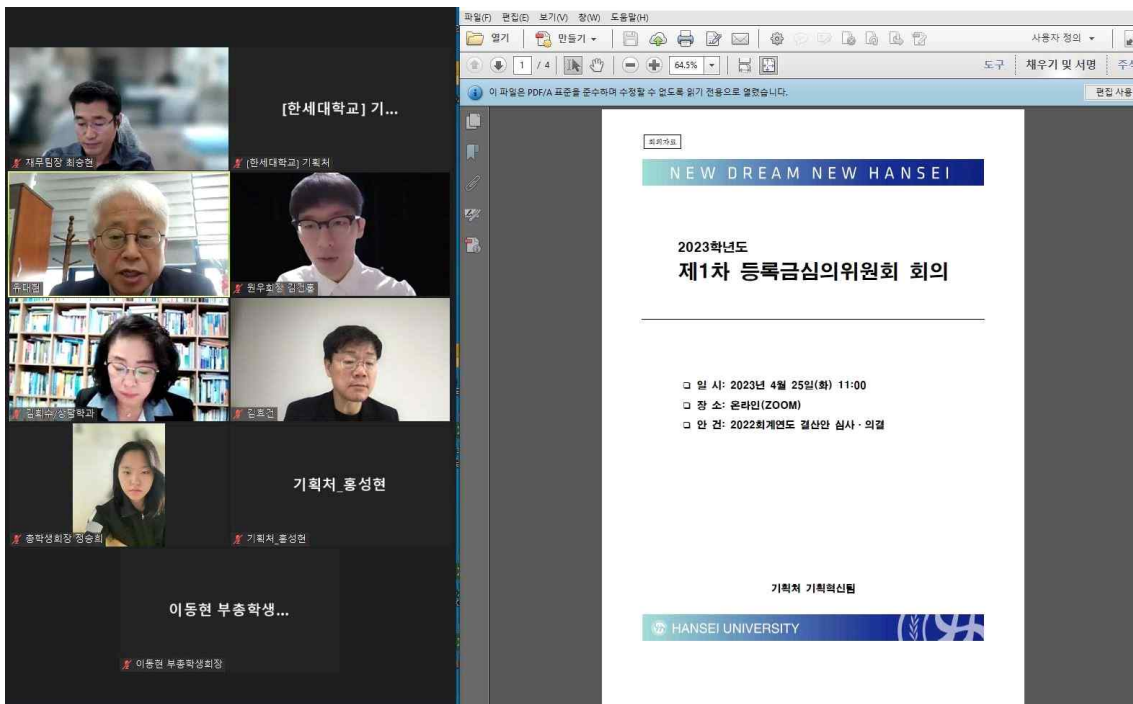 재무팀장 최승현
[한세대학교] 기...
[한세대학교] 기획처
유대현
원우회장 김건홍
김희수/상담학과
김효건
총학생회장 정승희
기획처_홍성현
기획처_홍성현
이동현 부총학생...
이동현 부총학생회장
파일(F) 편집(E) 보기(V) 창(W) 도움말(H)
열기 만들기 사용자 정의
1 / 4 64.5% 도구 채우기 및 서명 주석
이 파일은 PDF/A 표준을 준수하며 수정할 수 없도록 읽기 전용으로 열렸습니다. 편집 사용
회의자료
NEW DREAM NEW HANSEI
2023학년도
제1차 등록금심의위원회 회의
□ 일 시: 2023년 4월 25일(화) 11:00
□ 장 소: 온라인(ZOOM)
□ 안 건: 2022회계연도 결산안 심사·의결
기획처 기획혁신팀
HANSEI UNIVERSITY